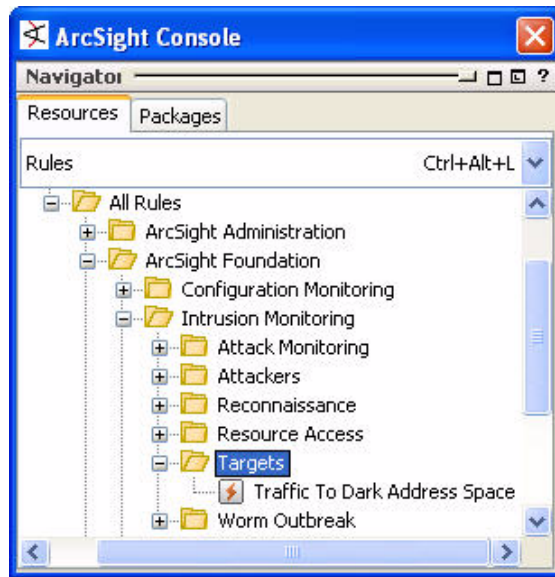 ArcSight Console
Navigator
?
Resources Packages
Rules Ctrl+Alt+L
All Rules
ArcSight Administration
ArcSight Foundation
Configuration Monitoring
Intrusion Monitoring
Attack Monitoring
Attackers
Reconnaissance
Resource Access
Targets
Traffic To Dark Address Space
Worm Outbreak